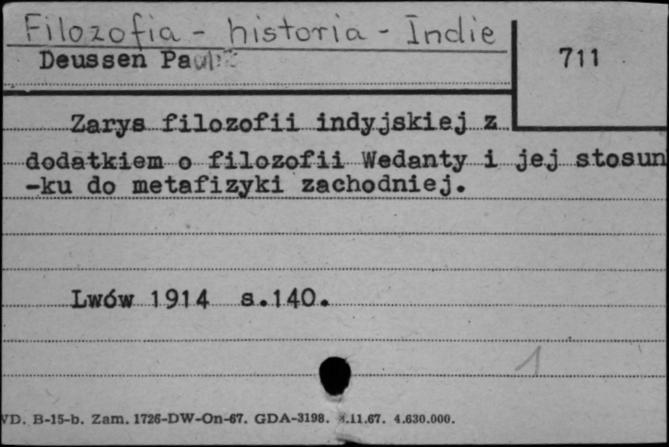 Filozofia - historia - Indie
Deussen Paul
711
Zarys filozofii indyjskiej z
dodatkiem o filozofii Wedanty i jej stosun
-ku do metafizyki zachodniej.
Lwów 1914 s.140.
1
VD. B-15-b. Zam. 1726-DW-On-67. GDA-3198. .11.67. 4.630.000.